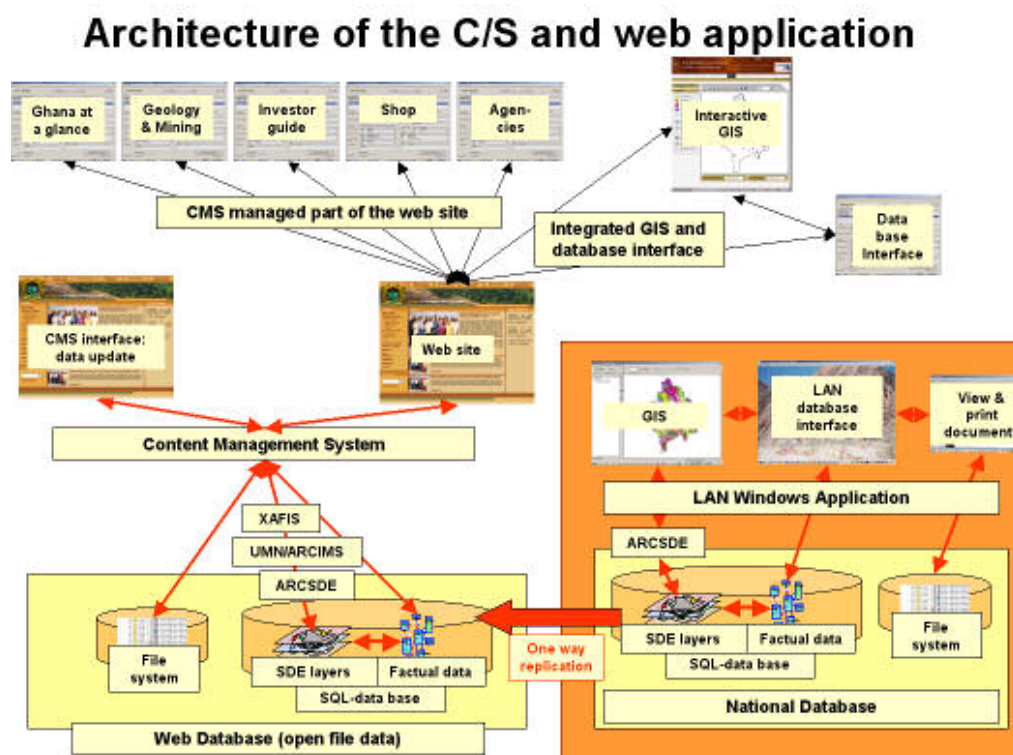 Architecture of the C/S and web application
Ghana at
a glance
Geology
& Mining
Investor
guide
Shop
Agen-
cies
Interactive
GIS
CMS managed part of the web site
Integrated GIS and
database interface
Data
base
Interface
CMS interface:
data update
Web site
GIS
LAN
database
interface
View &
print
document
Content Management System
LAN Windows Application
XAFIS
UMN/ARCIMS
ARCSDE
ARCSDE
File
system
SDE layers
Factual data
SQL-data base
One way
replication
SDE layers
Factual data
SQL-data base
File
system
National Database
Web Database (open file data)